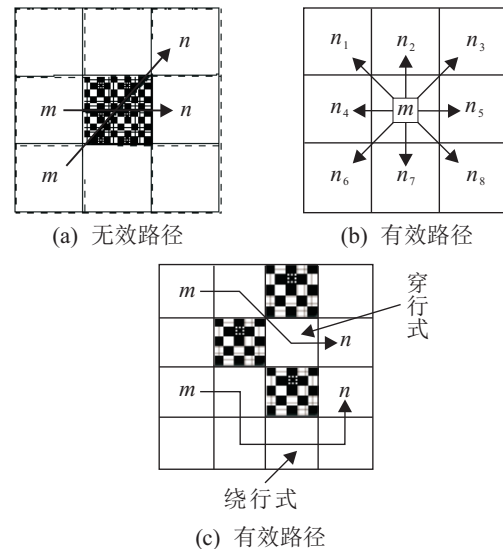 n
m
n
m
(a) 无效路径
n₁ n₂ n₃
n₄ m n₅
n₆ n₇ n₈
(b) 有效路径
m
穿行式
n
m
n
绕行式
(c) 有效路径